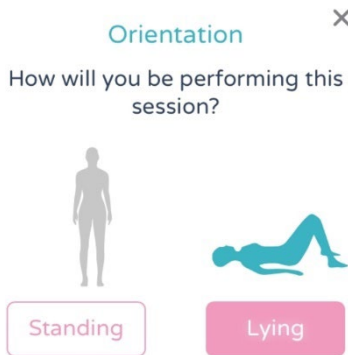 Orientation
How will you be performing this
session?
Standing
Lying